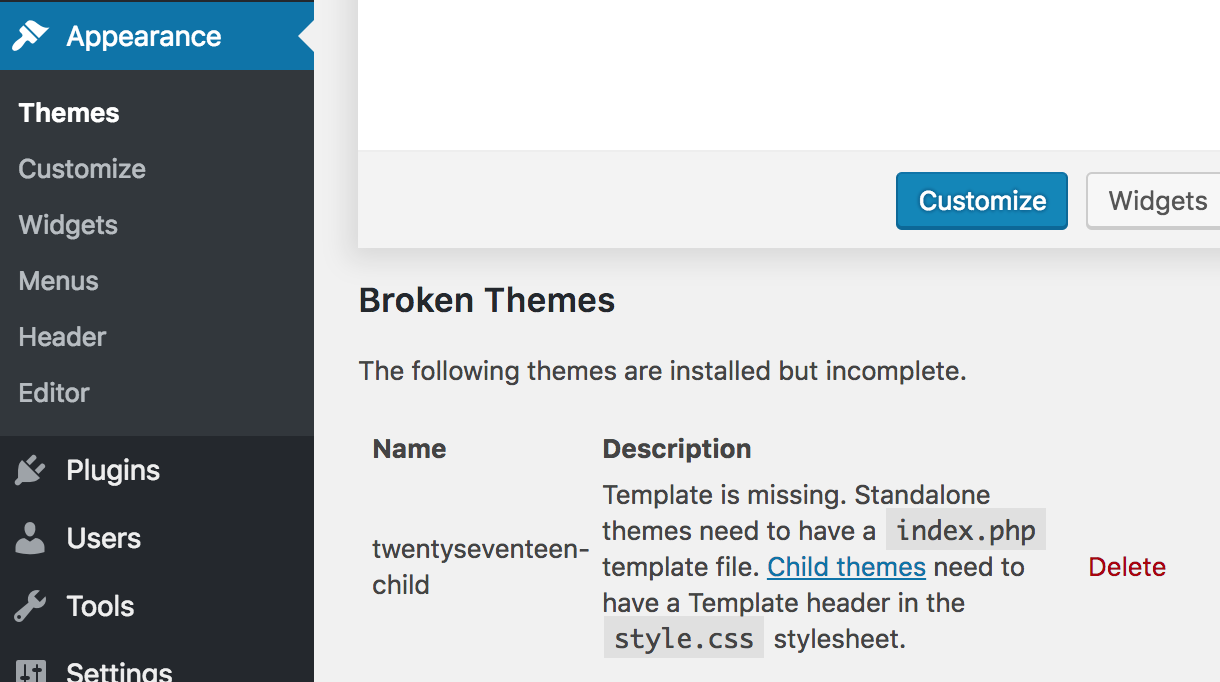 Appearance
Themes
Customize
Widgets
Menus
Header
Editor
Plugins
Users
Tools
Settings
Customize
Widgets
Broken Themes
The following themes are installed but incomplete.
Name
Description
twentyseventeen-
child
Template is missing. Standalone
themes need to have a index.php
template file. Child themes need to
have a Template header in the
style.css stylesheet.
Delete